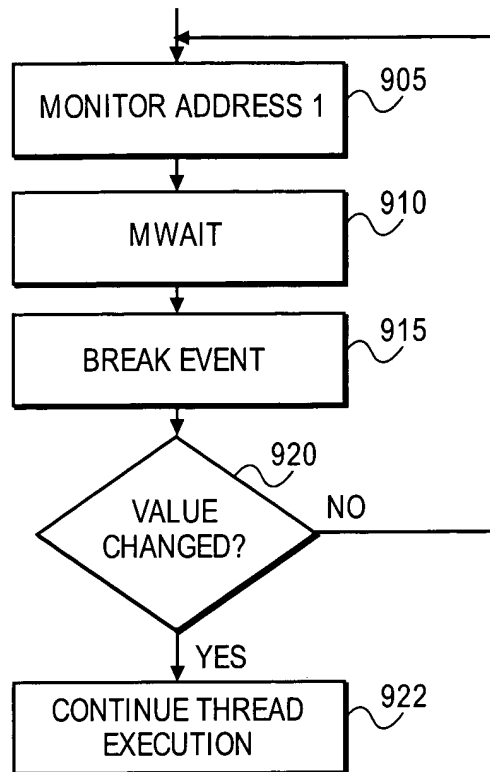 905
MONITOR ADDRESS 1
910
MWAIT
915
BREAK EVENT
920
VALUE
CHANGED?
NO
YES
922
CONTINUE THREAD
EXECUTION